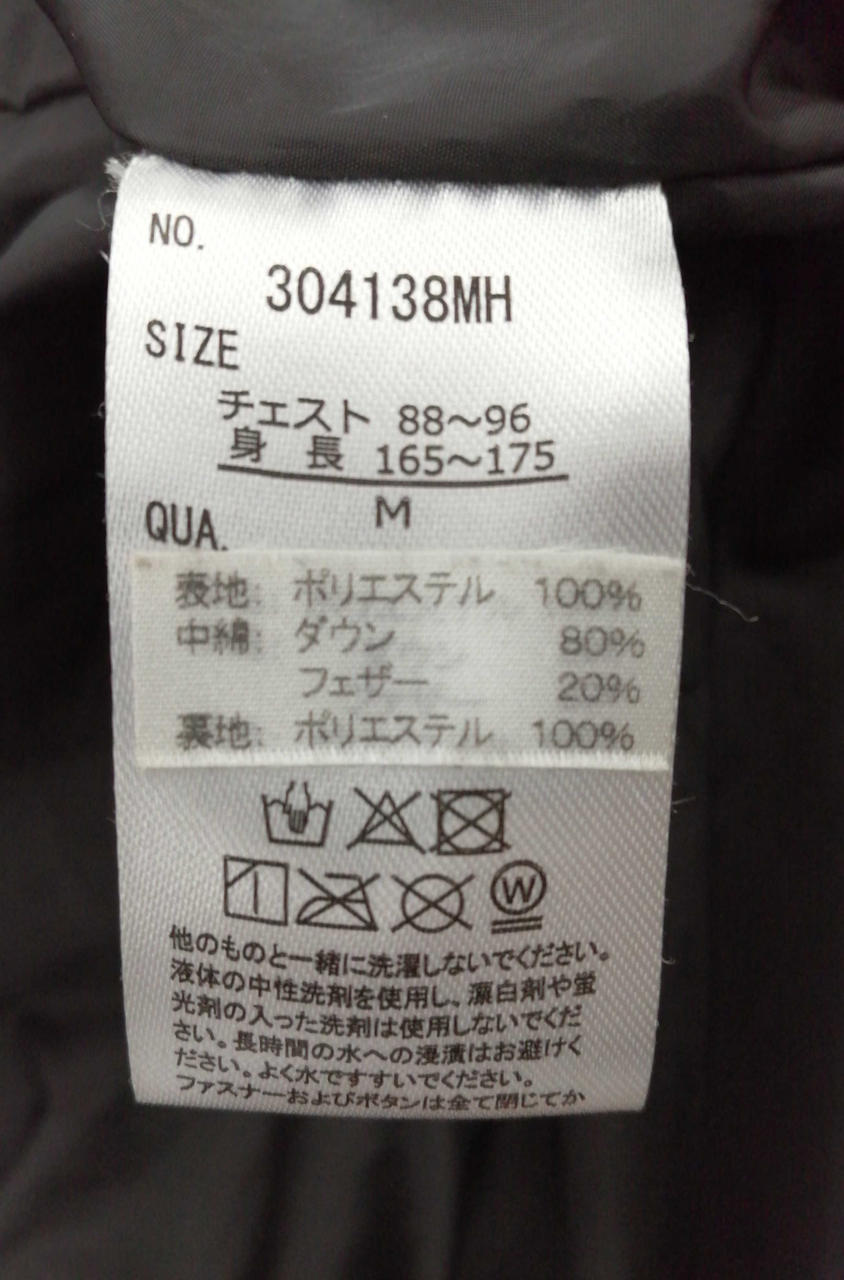 NO.
304138MH
SIZE
チェスト 88～96
身長 165～175
M
QUA.
表地: ポリエステル 100%
中綿: ダウン 80%
フェザー 20%
裏地: ポリエステル 100%
W
他のものと一緒に洗濯しないでください。
液体の中性洗剤を使用し、漂白剤や蛍
光剤の入った洗剤は使用しないでくだ
さい。長時間の水への浸漬はお避けく
ださい。よく水ですすいでください。
ファスナーおよびボタンは全て閉じてか